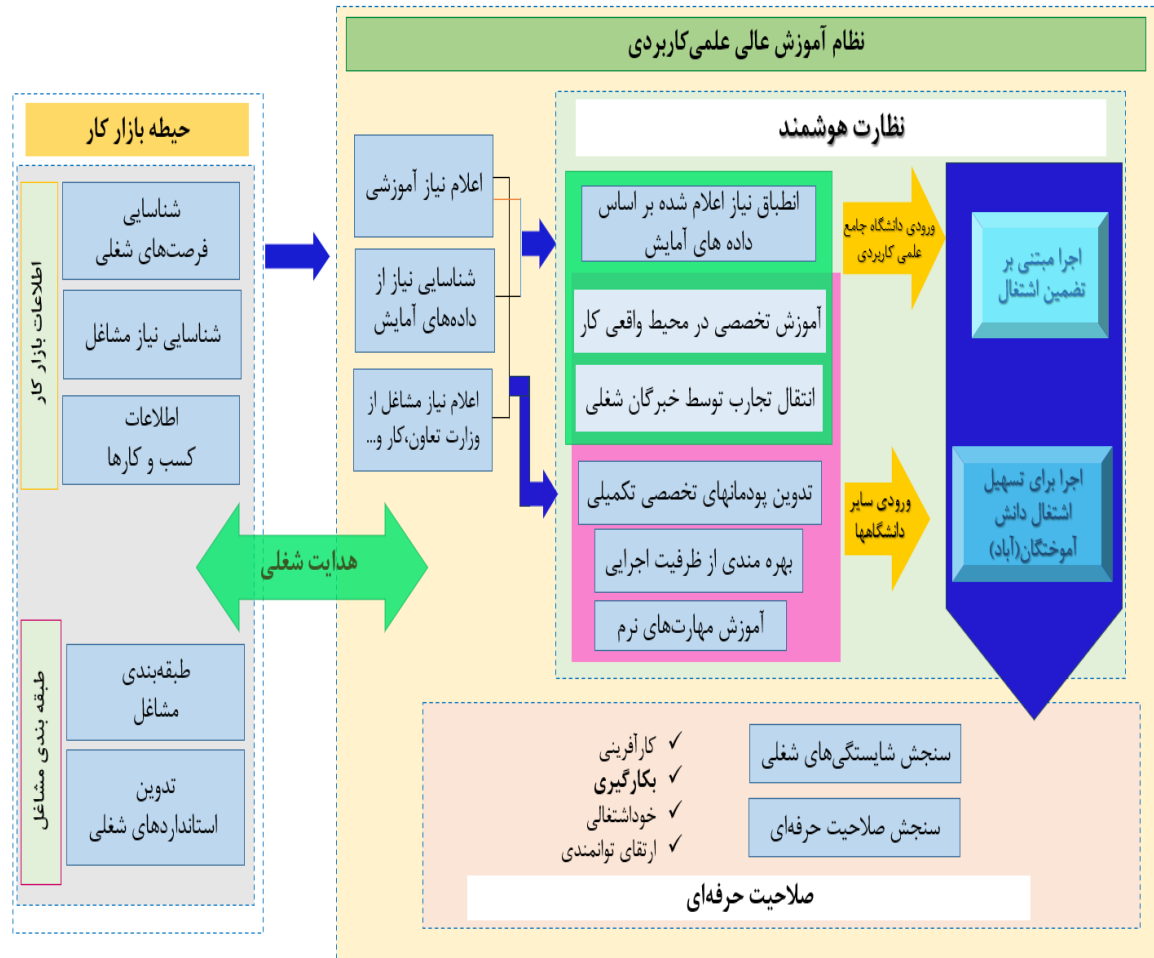 نظام آموزش عالی علمی‌کاربردی
حیطه بازار کار
اطلاعات بازار کار
شناسایی
فرصت‌های شغلی
شناسایی نیاز مشاغل
اطلاعات
کسب و کارها
طبقه بندی مشاغل
طبقه‌بندی
مشاغل
تدوین
استانداردهای شغلی
هدایت شغلی
اعلام نیاز آموزشی
شناسایی نیاز از
داده‌های آمایش
اعلام نیاز مشاغل از
وزارت تعاون،کار و...
نظارت هوشمند
انطباق نیاز اعلام شده بر اساس
داده های آمایش
آموزش تخصصی در محیط واقعی کار
انتقال تجارب توسط خبرگان شغلی
تدوین پودمانهای تخصصی تکمیلی
بهره مندی از ظرفیت اجرایی
آموزش مهارت‌های نرم
ورودی دانشگاه جامع
علمی کاربردی
ورودی سایر
دانشگاهها
اجرا مبتنی بر
تضمین اشتغال
اجرا برای تسهیل
اشتغال دانش
آموختگان(آباد)
سنجش شایستگی‌های شغلی
سنجش صلاحیت حرفه‌ای
✓ کارآفرینی
✓ بکارگیری
✓ خوداشتغالی
✓ ارتقای توانمندی
صلاحیت حرفه‌ای